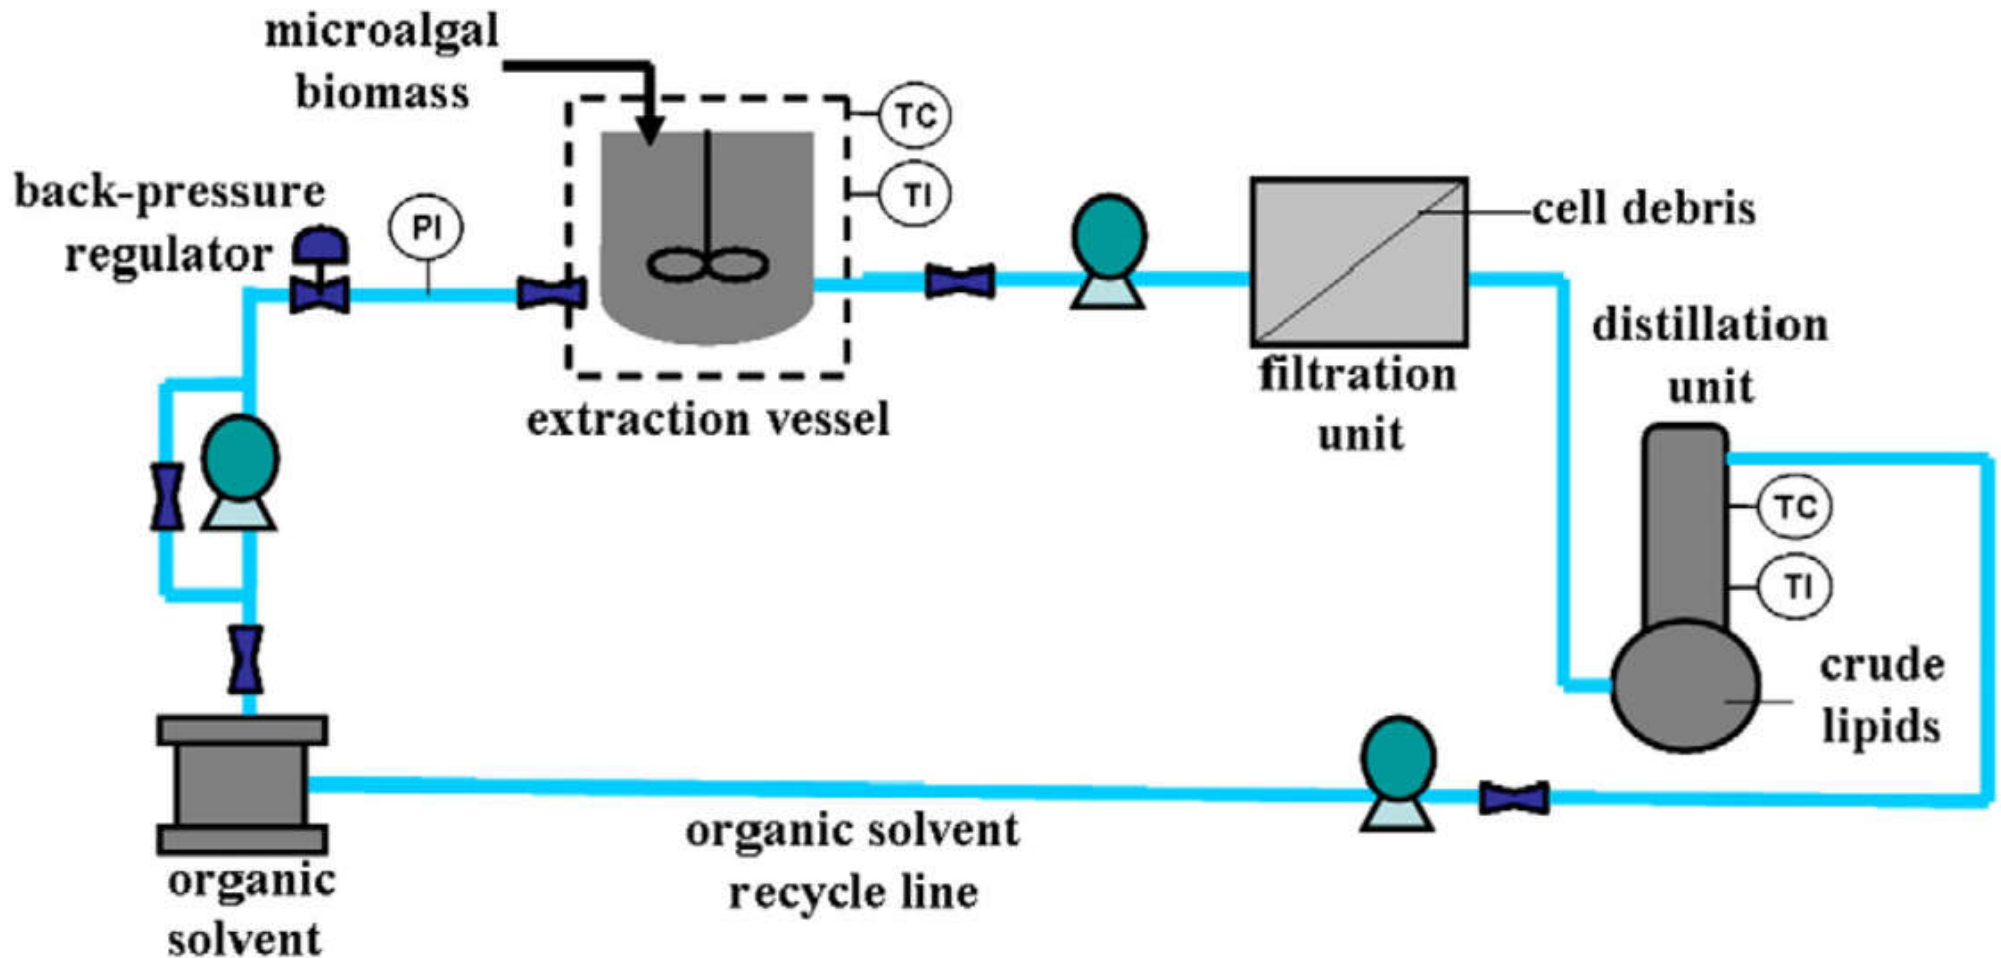 microalgal
biomass
TC
TI
back-pressure
regulator
PI
cell debris
extraction vessel
filtration
unit
distillation
unit
TC
TI
crude
lipids
organic solvent
recycle line
organic
solvent